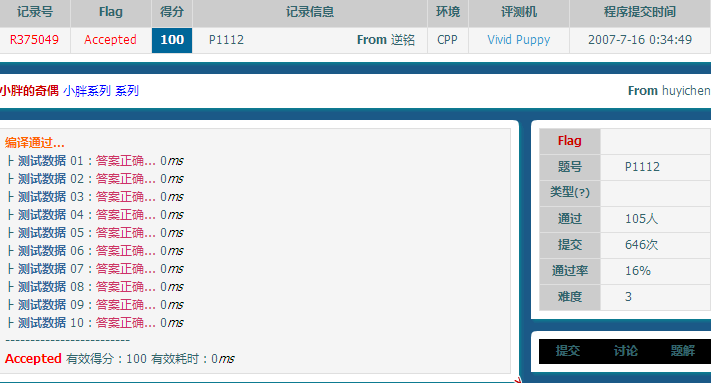 记录号 Flag 得分 记录信息 环境 评测机 程序提交时间
R375049 Accepted 100 P1112 From 逆铭 CPP Vivid Puppy 2007-7-16 0:34:49
小胖的奇偶 小胖系列 系列 From huyichen
编译通过...
├ 测试数据 01：答案正确... 0ms
├ 测试数据 02：答案正确... 0ms
├ 测试数据 03：答案正确... 0ms
├ 测试数据 04：答案正确... 0ms
├ 测试数据 05：答案正确... 0ms
├ 测试数据 06：答案正确... 0ms
├ 测试数据 07：答案正确... 0ms
├ 测试数据 08：答案正确... 0ms
├ 测试数据 09：答案正确... 0ms
├ 测试数据 10：答案正确... 0ms
-------------------------
Accepted 有效得分：100 有效耗时：0ms
Flag
题号 P1112
类型(?)
通过 105人
提交 646次
通过率 16%
难度 3
提交 讨论 题解